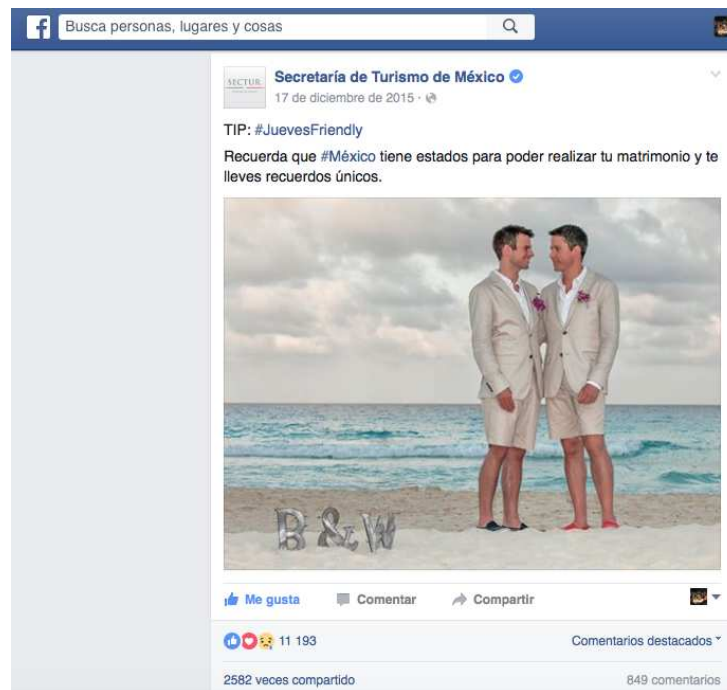 Busca personas, lugares y cosas
SECTUR
Secretaría de Turismo de México
17 de diciembre de 2015 ·
TIP: #JuevesFriendly
Recuerda que #México tiene estados para poder realizar tu matrimonio y te
lleves recuerdos únicos.
B & W
Me gusta Comentar Compartir
11 193 Comentarios destacados
2582 veces compartido 849 comentarios